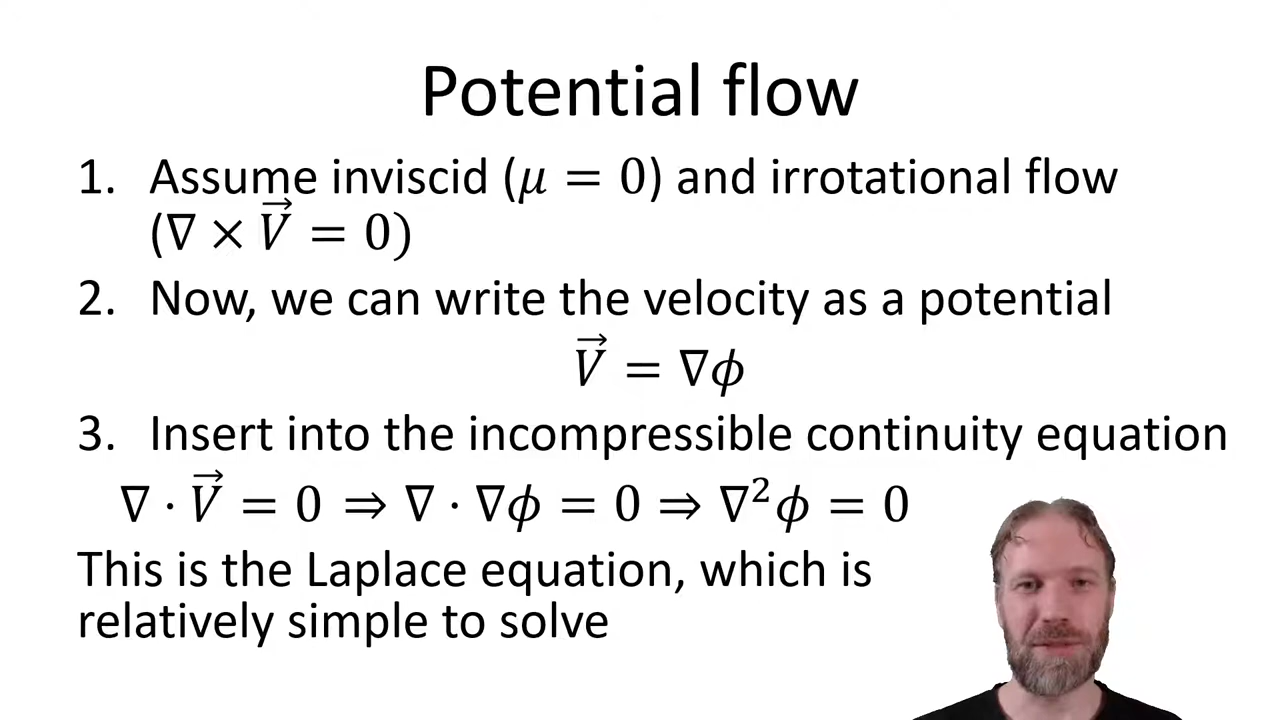 Potential flow
1. Assume inviscid (𝜇 = 0) and irrotational flow
(∇ × V⃗ = 0)
2. Now, we can write the velocity as a potential
V⃗ = ∇𝜙
3. Insert into the incompressible continuity equation
∇ · V⃗ = 0 ⇒ ∇ · ∇𝜙 = 0 ⇒ ∇²𝜙 = 0
This is the Laplace equation, which is
relatively simple to solve